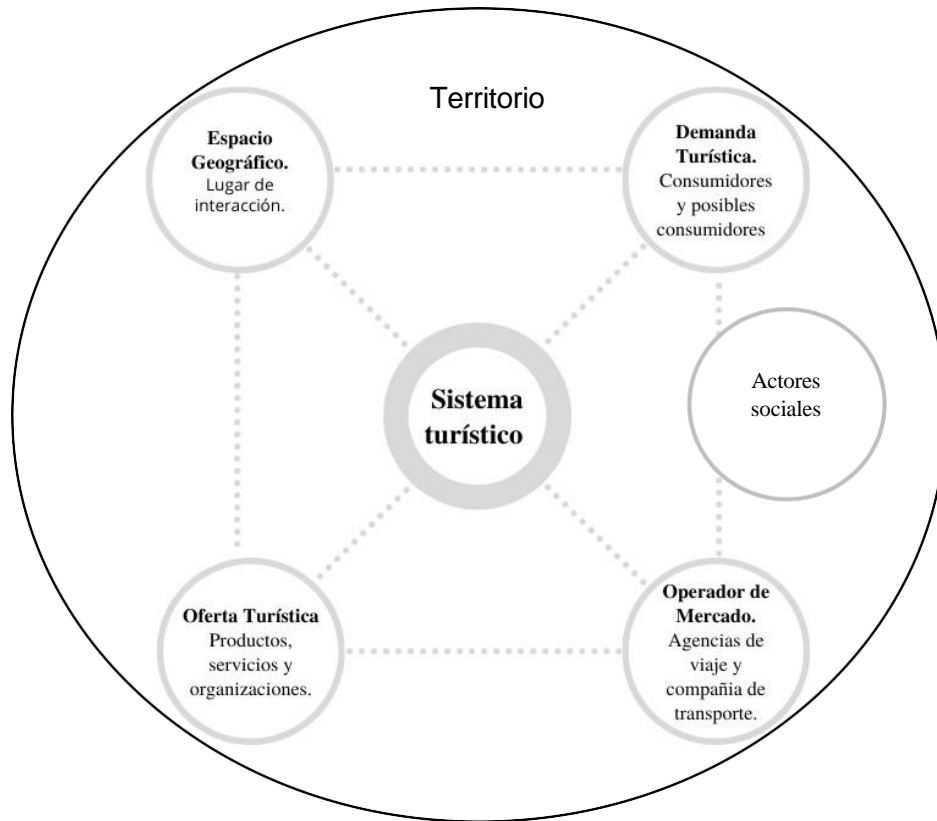 Territorio
Espacio
Geográfico.
Lugar de
interacción.
Demanda
Turística.
Consumidores
y posibles
consumidores
Actores
sociales
Sistema
turístico
Oferta Turística
Productos,
servicios y
organizaciones.
Operador de
Mercado.
Agencias de
viaje y
compañia de
transporte.